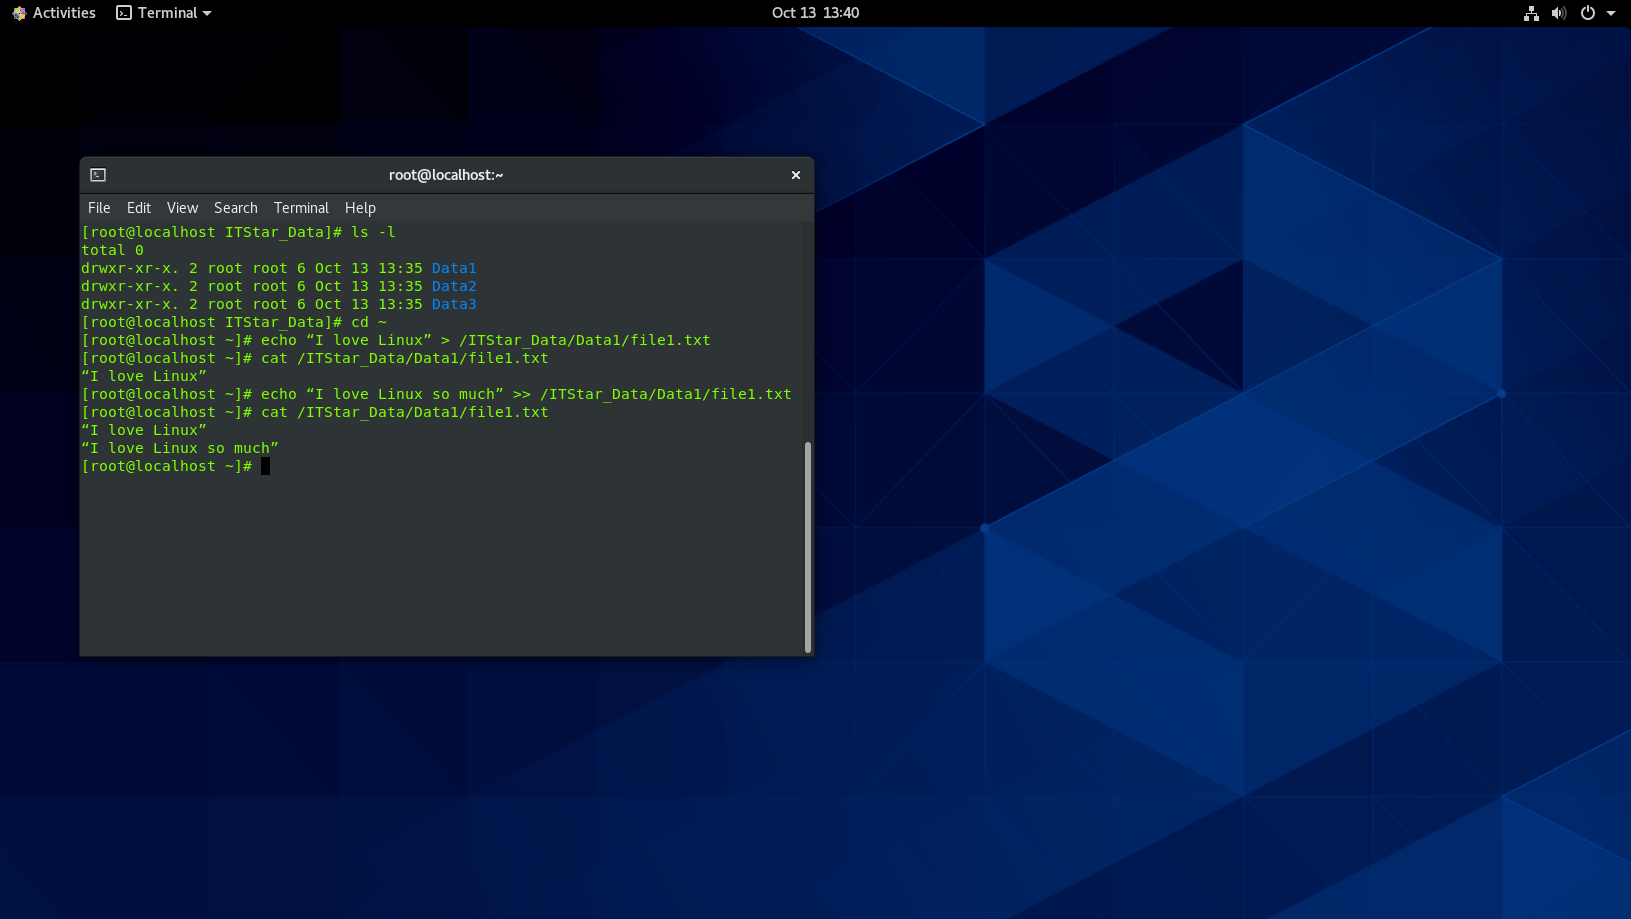 Activities Terminal Oct 13 13:40
root@localhost:~
File Edit View Search Terminal Help
[root@localhost ITStar_Data]# ls -l
total 0
drwxr-xr-x. 2 root root 6 Oct 13 13:35 Data1
drwxr-xr-x. 2 root root 6 Oct 13 13:35 Data2
drwxr-xr-x. 2 root root 6 Oct 13 13:35 Data3
[root@localhost ITStar_Data]# cd ~
[root@localhost ~]# echo “I love Linux” > /ITStar_Data/Data1/file1.txt
[root@localhost ~]# cat /ITStar_Data/Data1/file1.txt
“I love Linux”
[root@localhost ~]# echo “I love Linux so much” >> /ITStar_Data/Data1/file1.txt
[root@localhost ~]# cat /ITStar_Data/Data1/file1.txt
“I love Linux”
“I love Linux so much”
[root@localhost ~]#